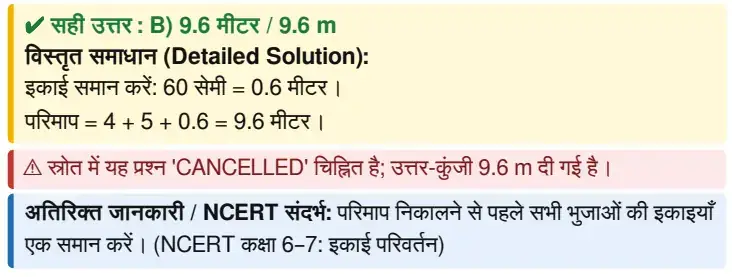 ✔ सही उत्तर : B) 9.6 मीटर / 9.6 m
विस्तृत समाधान (Detailed Solution):
इकाई समान करें: 60 सेमी = 0.6 मीटर।
परिमाप = 4 + 5 + 0.6 = 9.6 मीटर।
⚠ स्रोत में यह प्रश्न 'CANCELLED' चिह्नित है; उत्तर-कुंजी 9.6 m दी गई है।
अतिरिक्त जानकारी / NCERT संदर्भ: परिमाप निकालने से पहले सभी भुजाओं की इकाइयाँ
एक समान करें। (NCERT कक्षा 6–7: इकाई परिवर्तन)